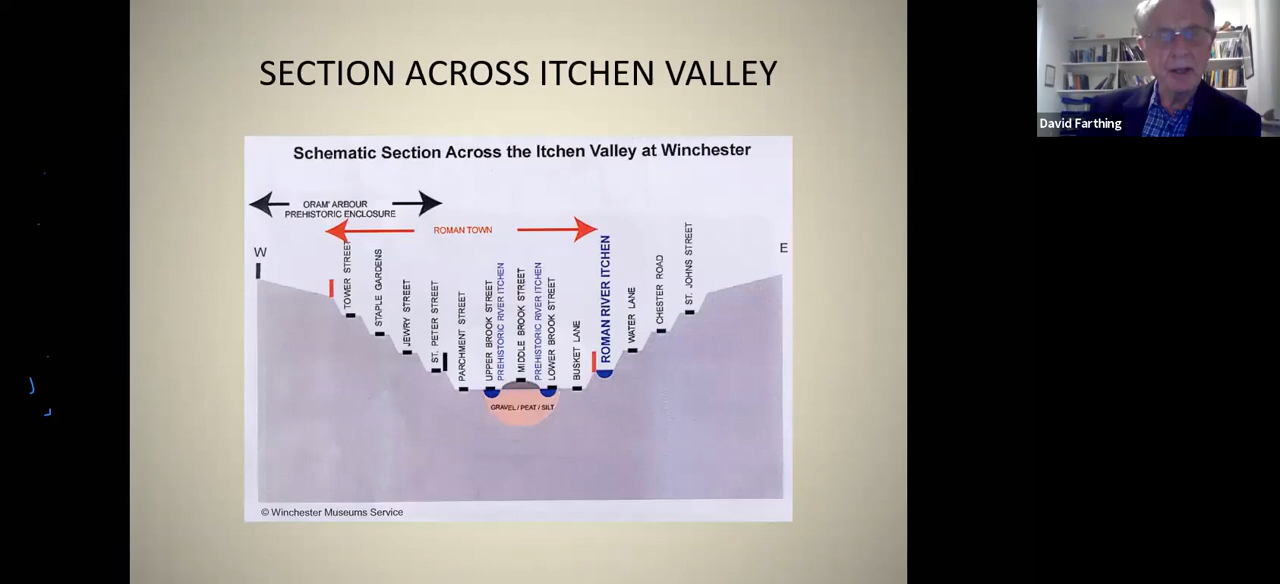 SECTION ACROSS ITCHEN VALLEY
David Farthing
Schematic Section Across the Itchen Valley at Winchester
ORAM' ARBOUR
PREHISTORIC ENCLOSURE
ROMAN TOWN
W
E
TOWER STREET
STAPLE GARDENS
JEWRY STREET
ST. PETER STREET
PARCHMENT STREET
UPPER BROOK STREET
PREHISTORIC RIVER ITCHEN
MIDDLE BROOK STREET
PREHISTORIC RIVER ITCHEN
LOWER BROOK STREET
BUSKET LANE
ROMAN RIVER ITCHEN
WATER LANE
CHESTER ROAD
ST. JOHNS STREET
GRAVEL / PEAT / SILT
© Winchester Museums Service